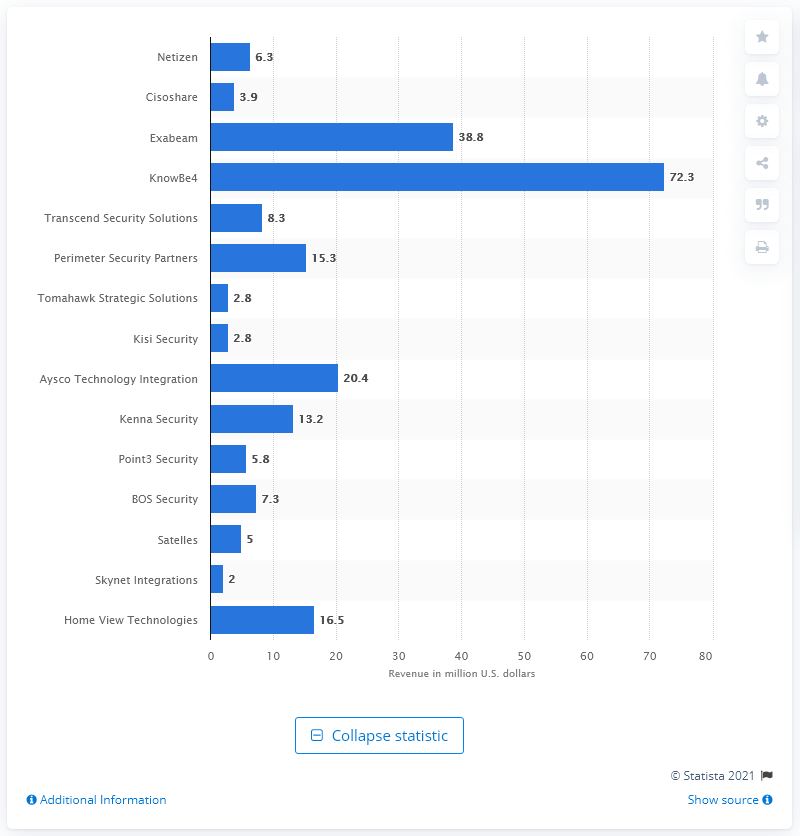 Netizen 6.3
Cisoshare 3.9
Exabeam 38.8
KnowBe4 72.3
Transcend Security Solutions 8.3
Perimeter Security Partners 15.3
Tomahawk Strategic Solutions 2.8
Kisi Security 2.8
Aysco Technology Integration 20.4
Kenna Security 13.2
Point3 Security 5.8
BOS Security 7.3
Satelles 5
Skynet Integrations 2
Home View Technologies 16.5
0 10 20 30 40 50 60 70 80
Revenue in million U.S. dollars
Collapse statistic
© Statista 2021
Additional Information Show source